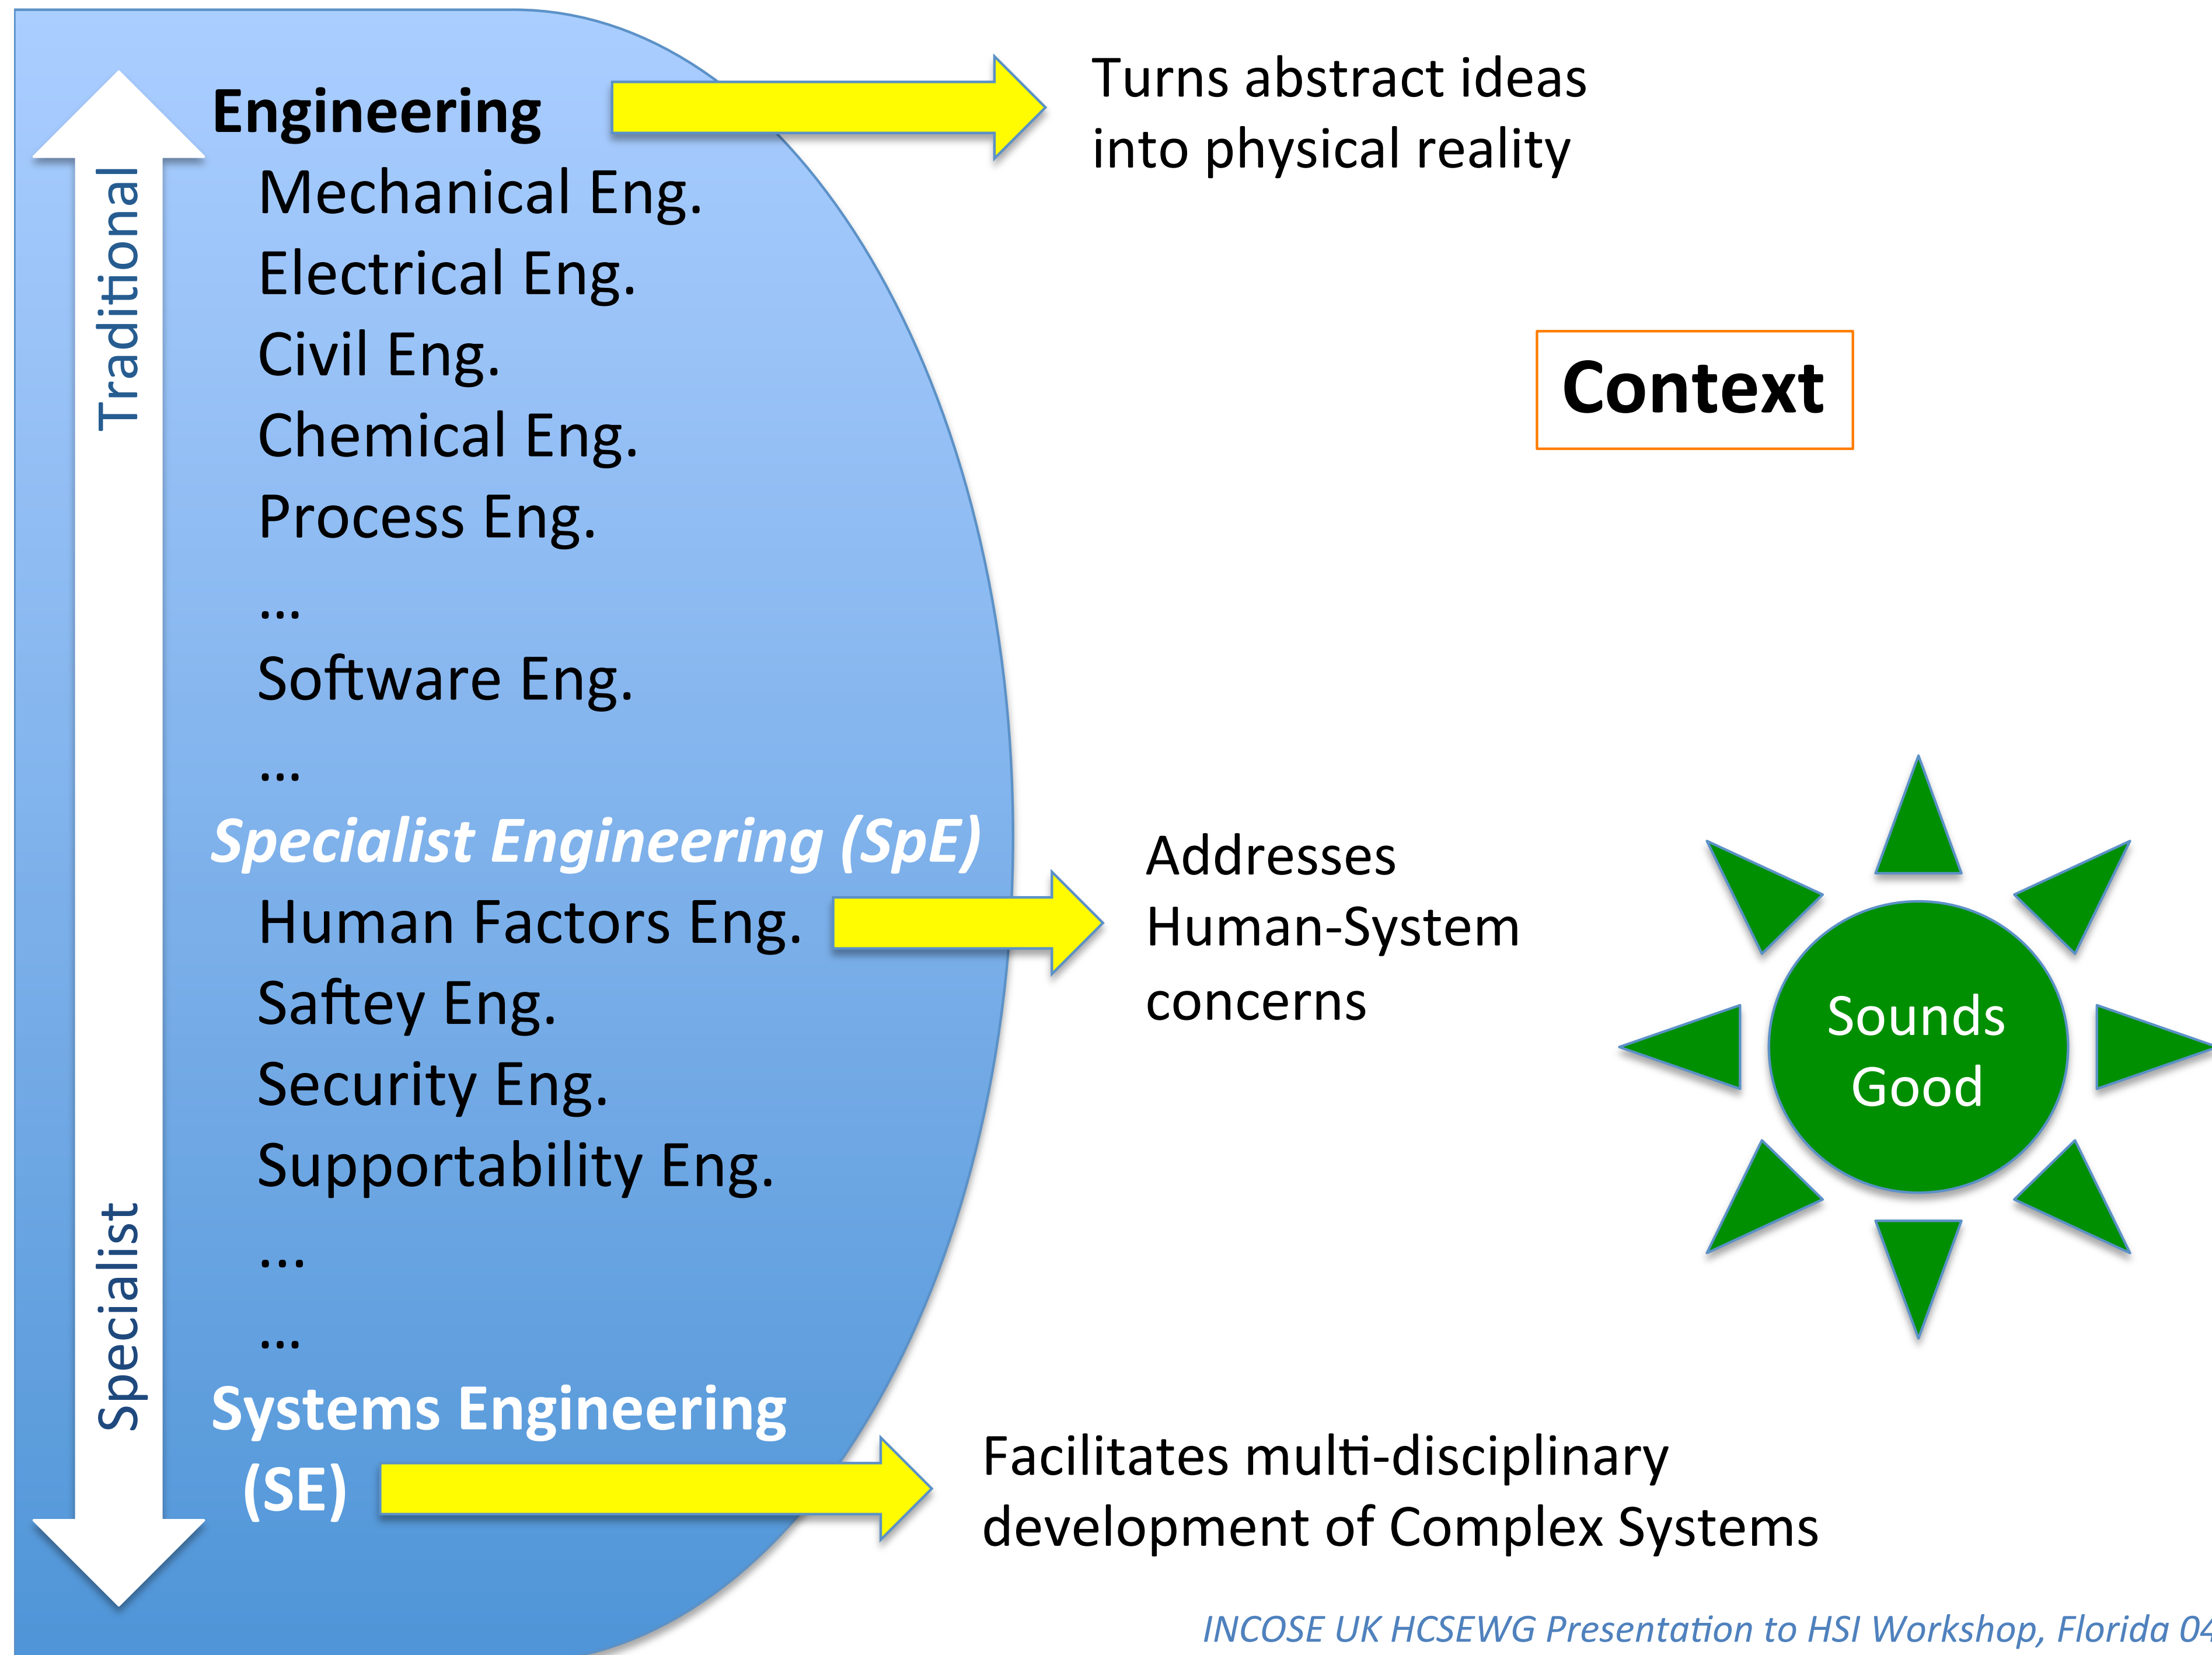 Engineering
Turns abstract ideas
into physical reality
Traditional
Mechanical Eng.
Electrical Eng.
Civil Eng.
Chemical Eng.
Process Eng.
...
Software Eng.
...
Context
Specialist Engineering (SpE)
Human Factors Eng.
Addresses
Human-System
concerns
Saftey Eng.
Security Eng.
Supportability Eng.
...
...
Sounds
Good
Specialist
Systems Engineering
(SE)
Facilitates multi-disciplinary
development of Complex Systems
INCOSE UK HCSEWG Presentation to HSI Workshop, Florida 04